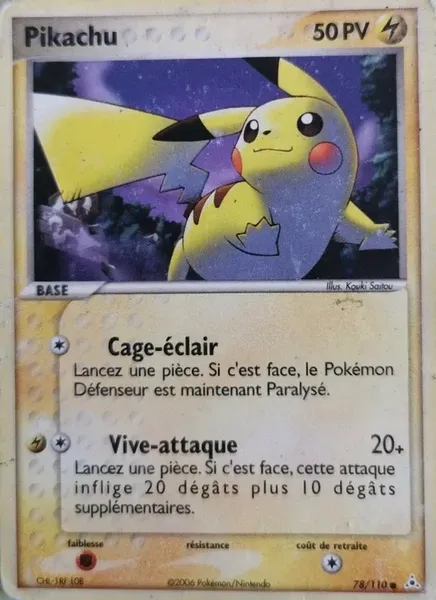 Pikachu 50 PV
BASE
Illus. Kouki Saitou
Cage-éclair
Lancez une pièce. Si c'est face, le Pokémon
Défenseur est maintenant Paralysé.
Vive-attaque 20+
Lancez une pièce. Si c'est face, cette attaque
inflige 20 dégâts plus 10 dégâts
supplémentaires.
faiblesse résistance coût de retraite
©2006 Pokémon/Nintendo 78/110